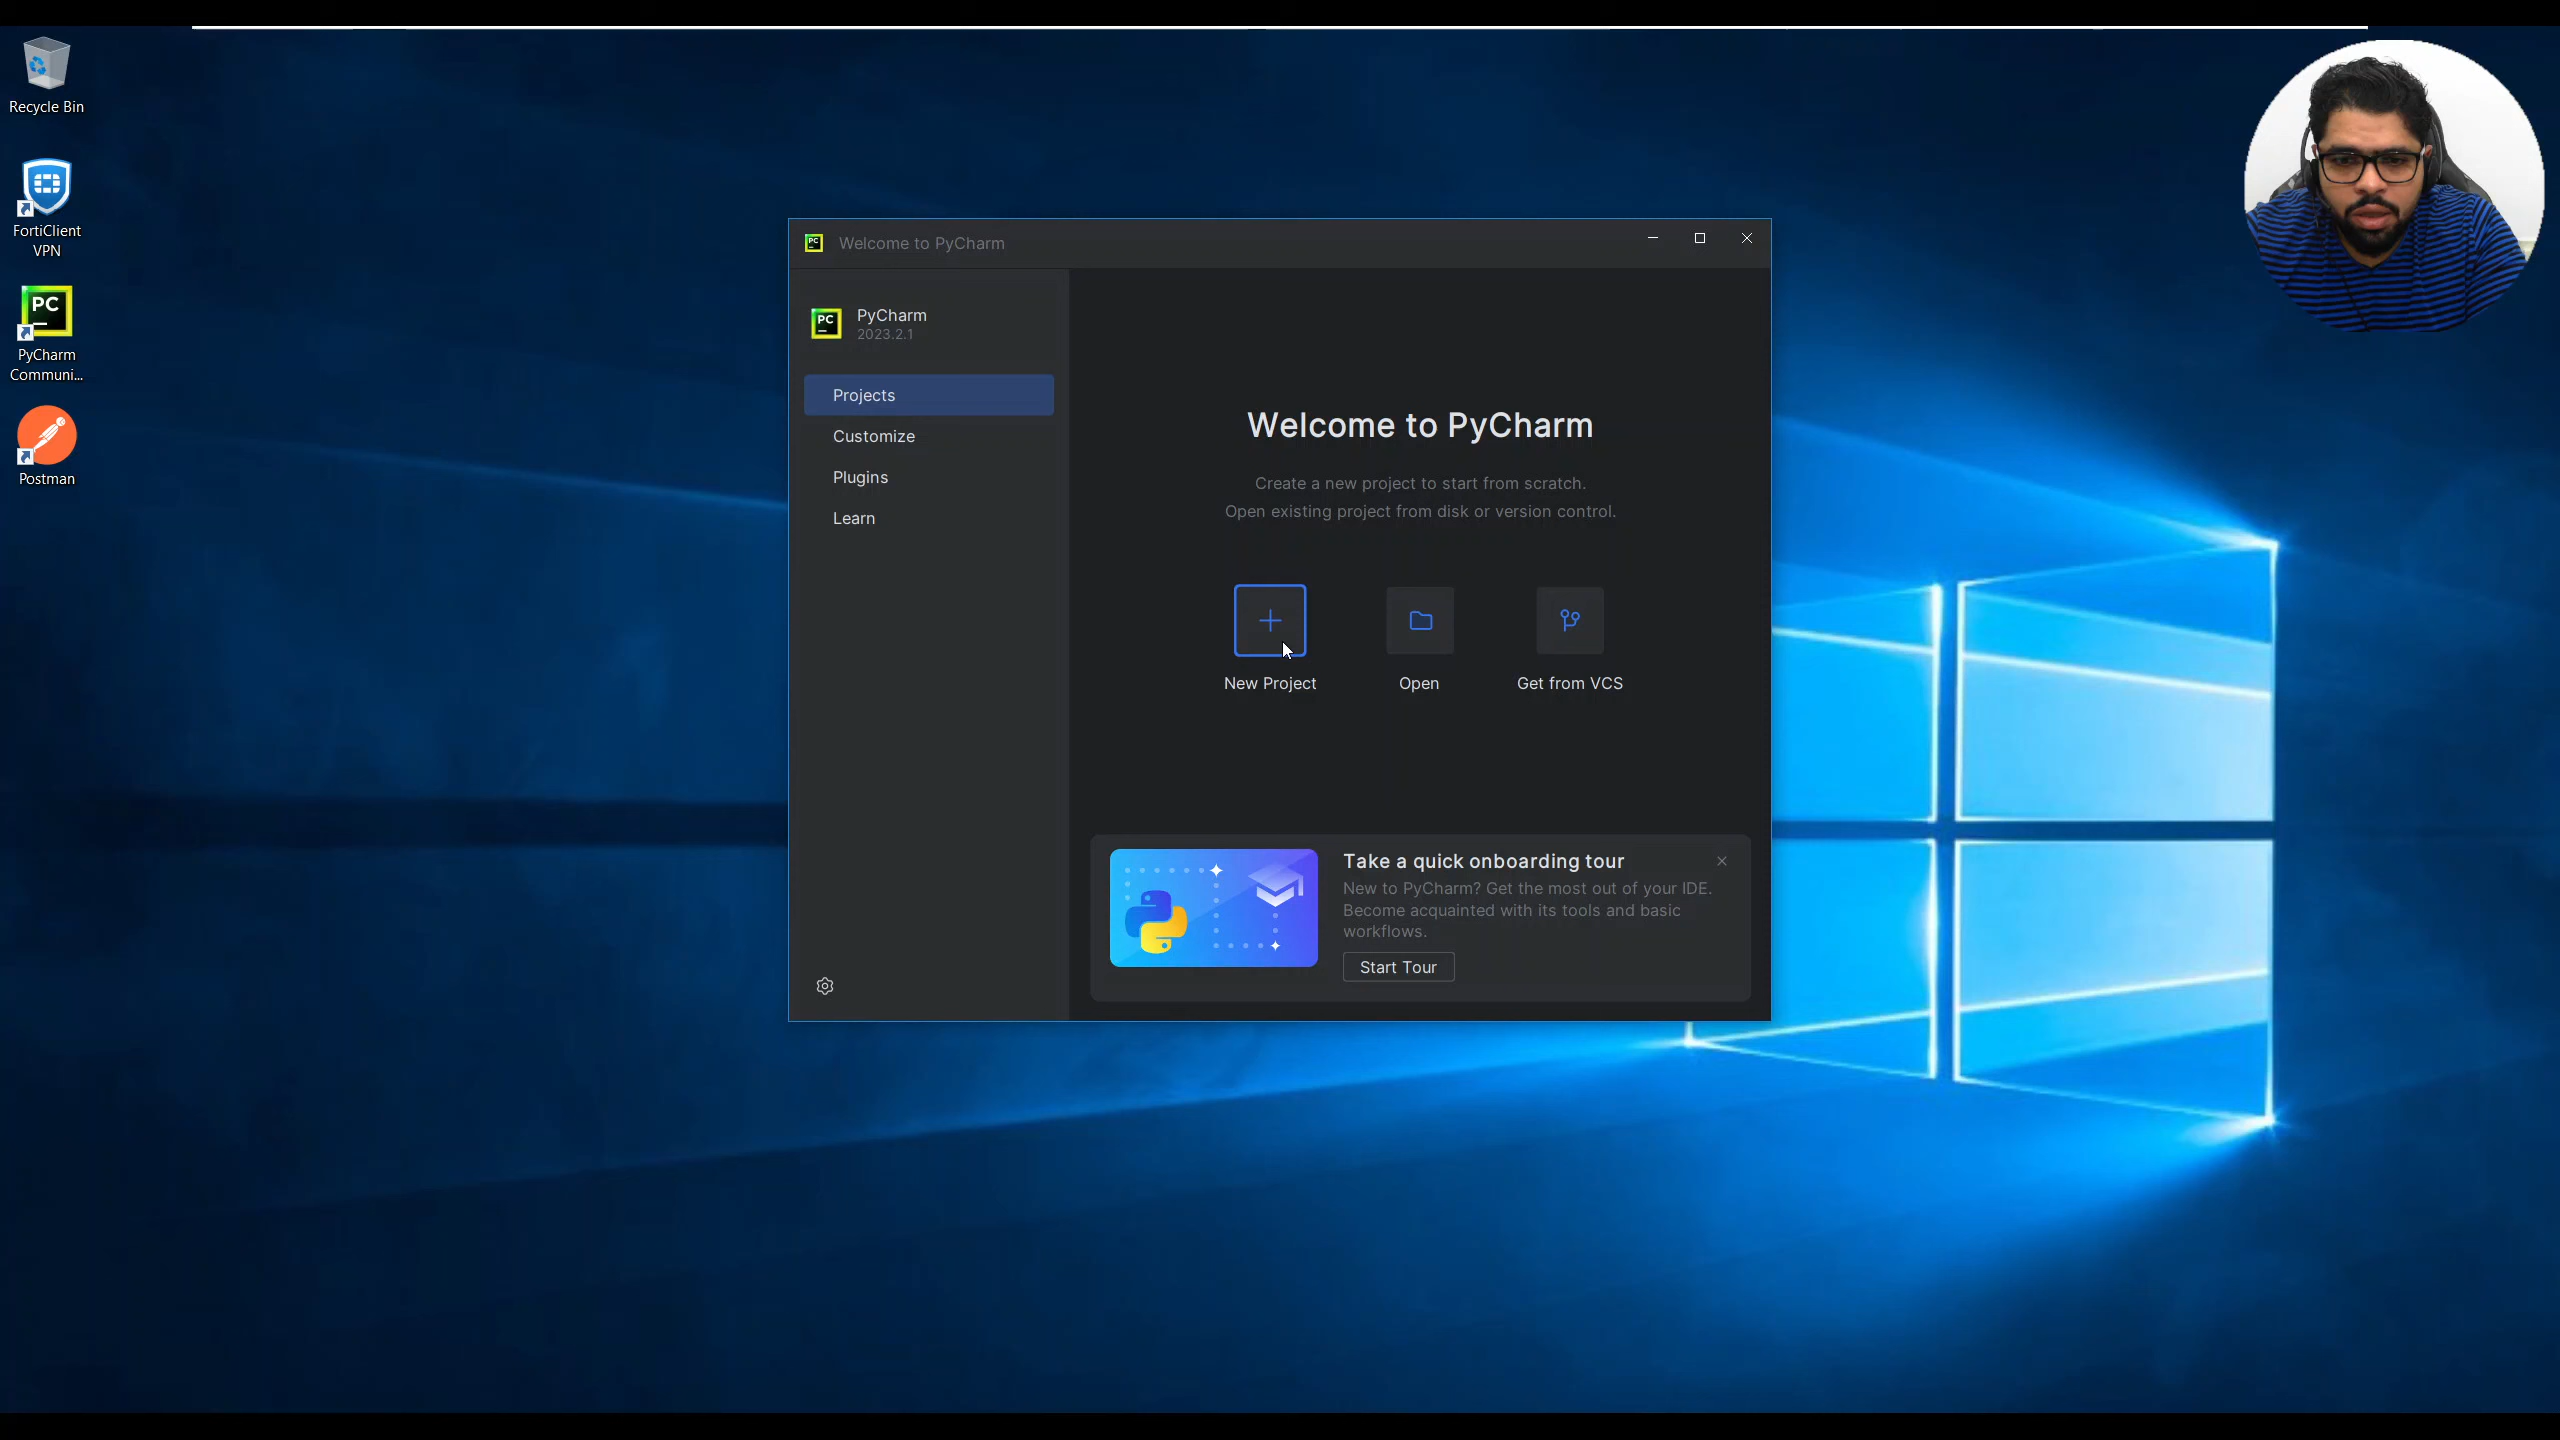 Recycle Bin
FortiClient
VPN
PC
PyCharm
Communi...
Postman
PC
Welcome to PyCharm
PC
PyCharm
2023.2.1
Projects
Customize
Plugins
Learn
Welcome to PyCharm
Create a new project to start from scratch.
Open existing project from disk or version control.
New Project
Open
Get from VCS
Take a quick onboarding tour
New to PyCharm? Get the most out of your IDE.
Become acquainted with its tools and basic
workflows.
Start Tour